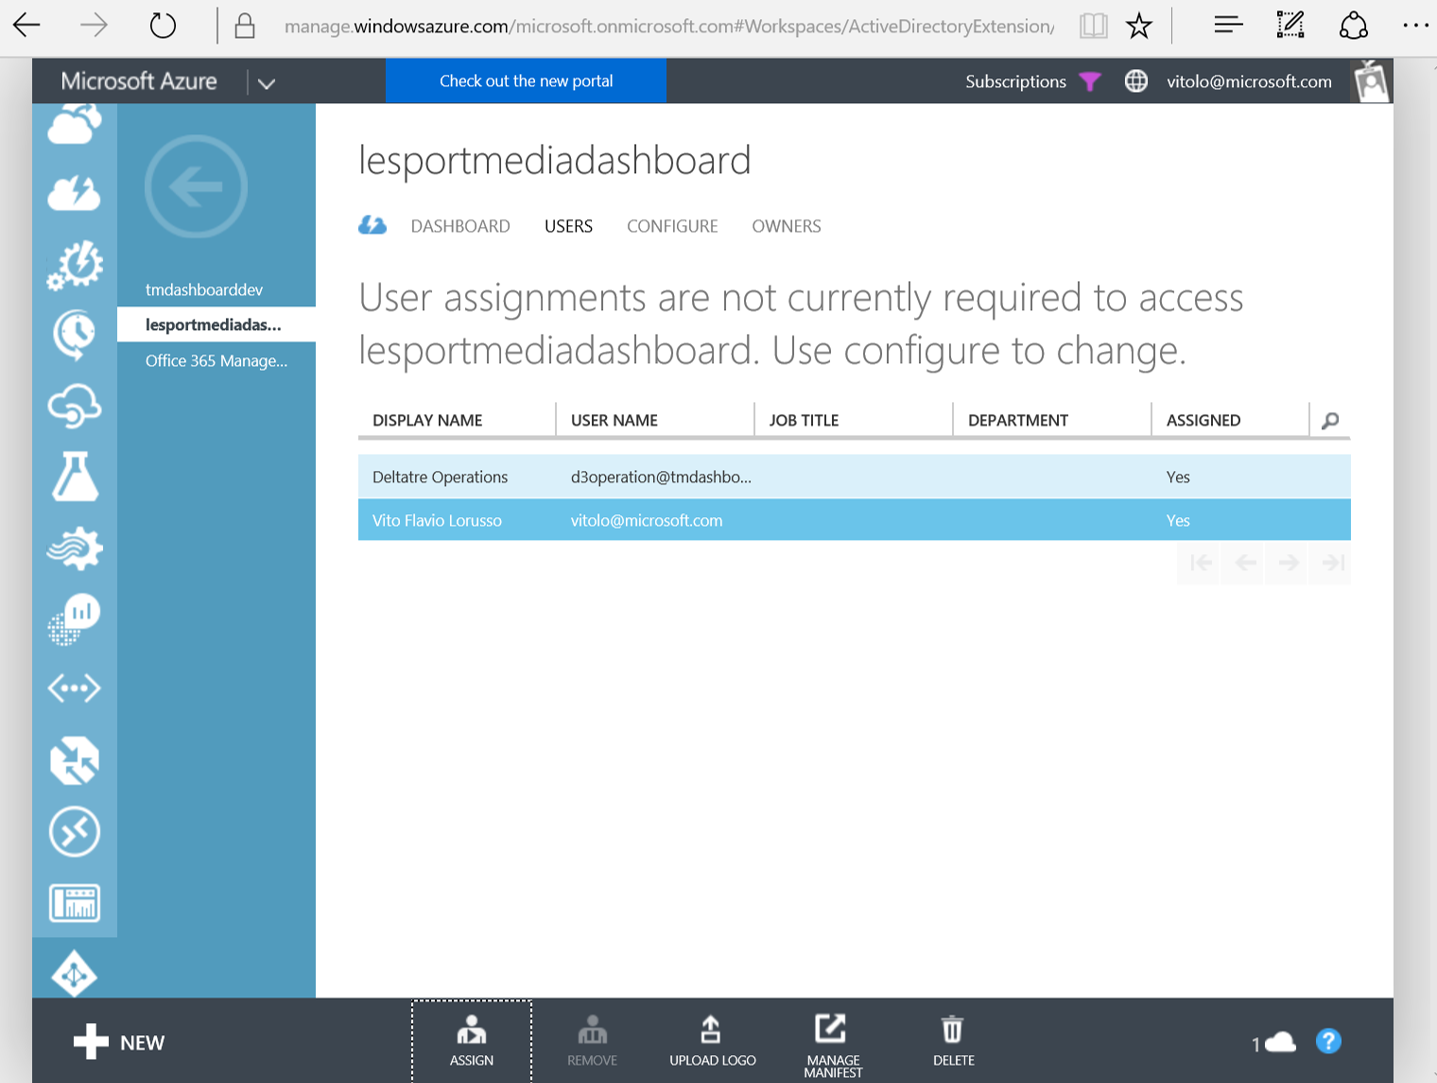 manage.windowsazure.com/microsoft.onmicrosoft.com#Workspaces/ActiveDirectoryExtension/
Microsoft Azure
Check out the new portal
Subscriptions
vitolo@microsoft.com
lesportmediadashboard
DASHBOARD
USERS
CONFIGURE
OWNERS
tmdashboarddev
lesportmediadas...
Office 365 Manage...
User assignments are not currently required to access
lesportmediadashboard. Use configure to change.
DISPLAY NAME
USER NAME
JOB TITLE
DEPARTMENT
ASSIGNED
Deltatre Operations
d3operation@tmdashbo...
Yes
Vito Flavio Lorusso
vitolo@microsoft.com
Yes
NEW
ASSIGN
REMOVE
UPLOAD LOGO
MANAGE
MANIFEST
DELETE
1
?